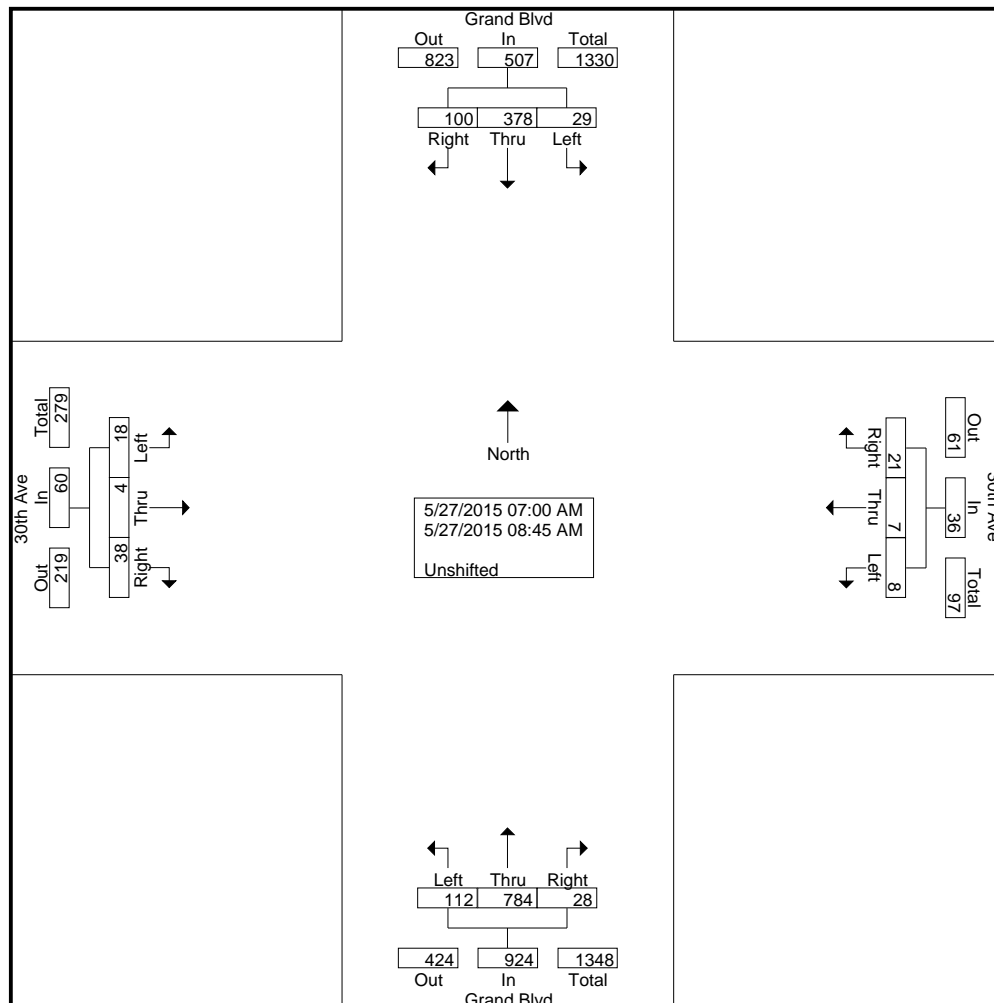 Grand Blvd
Out In Total
823 507 1330
100 378 29
Right Thru Left
30th Ave
Total In Out
279 60 219
18 4 38
Left Thru Right
North
5/27/2015 07:00 AM
5/27/2015 08:45 AM
Unshifted
Right Thru Left
21 7 8
61 36 97
Out In Total
30th Ave
Left Thru Right
112 784 28
424 924 1348
Out In Total
Grand Blvd